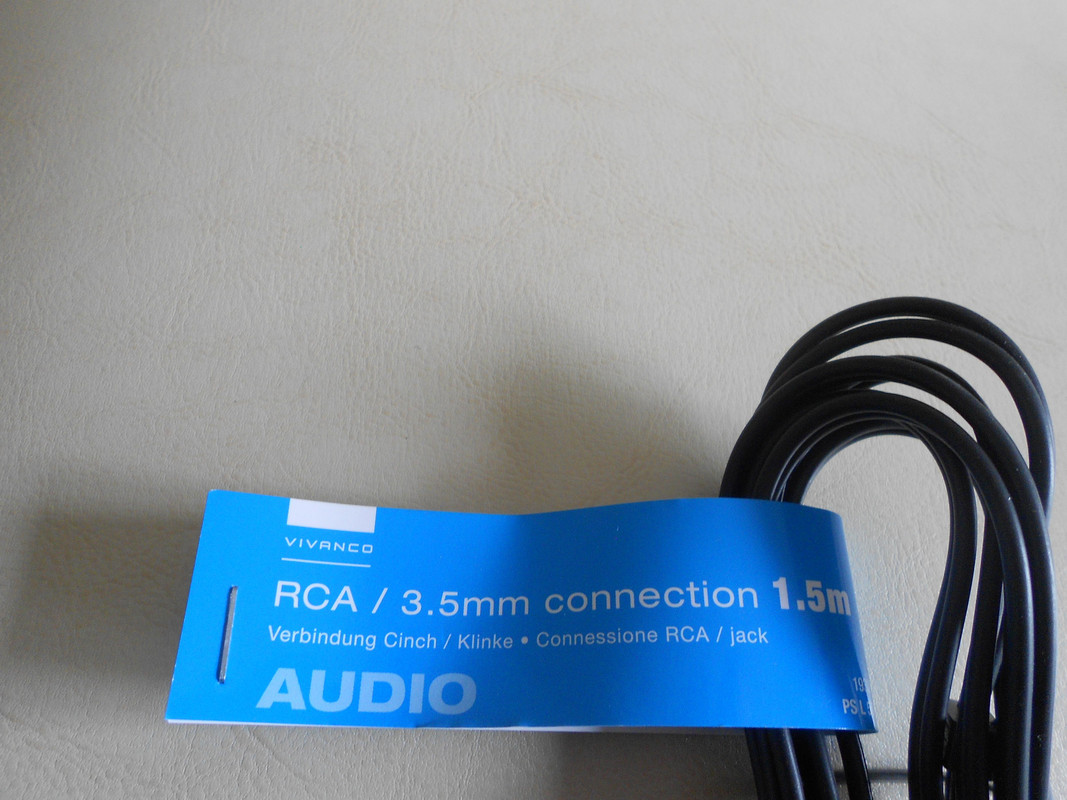 VIVANCO
RCA / 3.5mm connection 1.5m
Verbindung Cinch / Klinke • Connessione RCA / jack
AUDIO